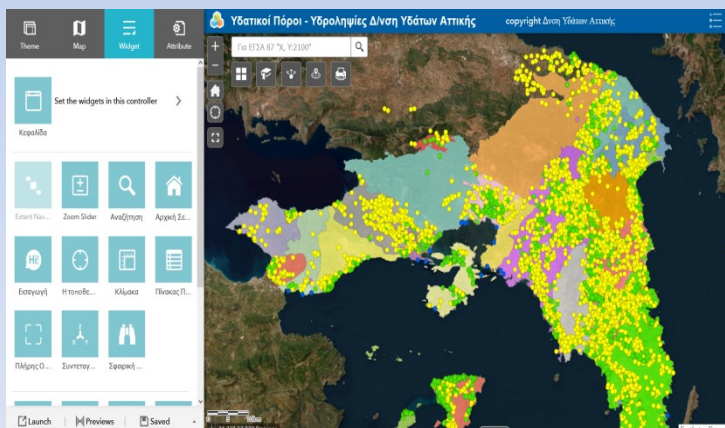 Theme
Map
Widget
Attribute
Set the widgets in this controller
Κεφαλίδα
Extent Nav...
Zoom Slider
Αναζήτηση
Αρχική Σε...
Εισαγωγή
Η τοποθε...
Κλίμακα
Πίνακας Π...
Πλήρης Ο...
Συντεταγ...
Σφαιρική ...
Launch
Previews
Saved
Υδατικοί Πόροι - Υδροληψίες Δ/νση Υδάτων Αττικής
copyright Δνση Υδάτων Αττικής
Για ΕΓΣΑ 87 "X, Y:2100"
Hi!